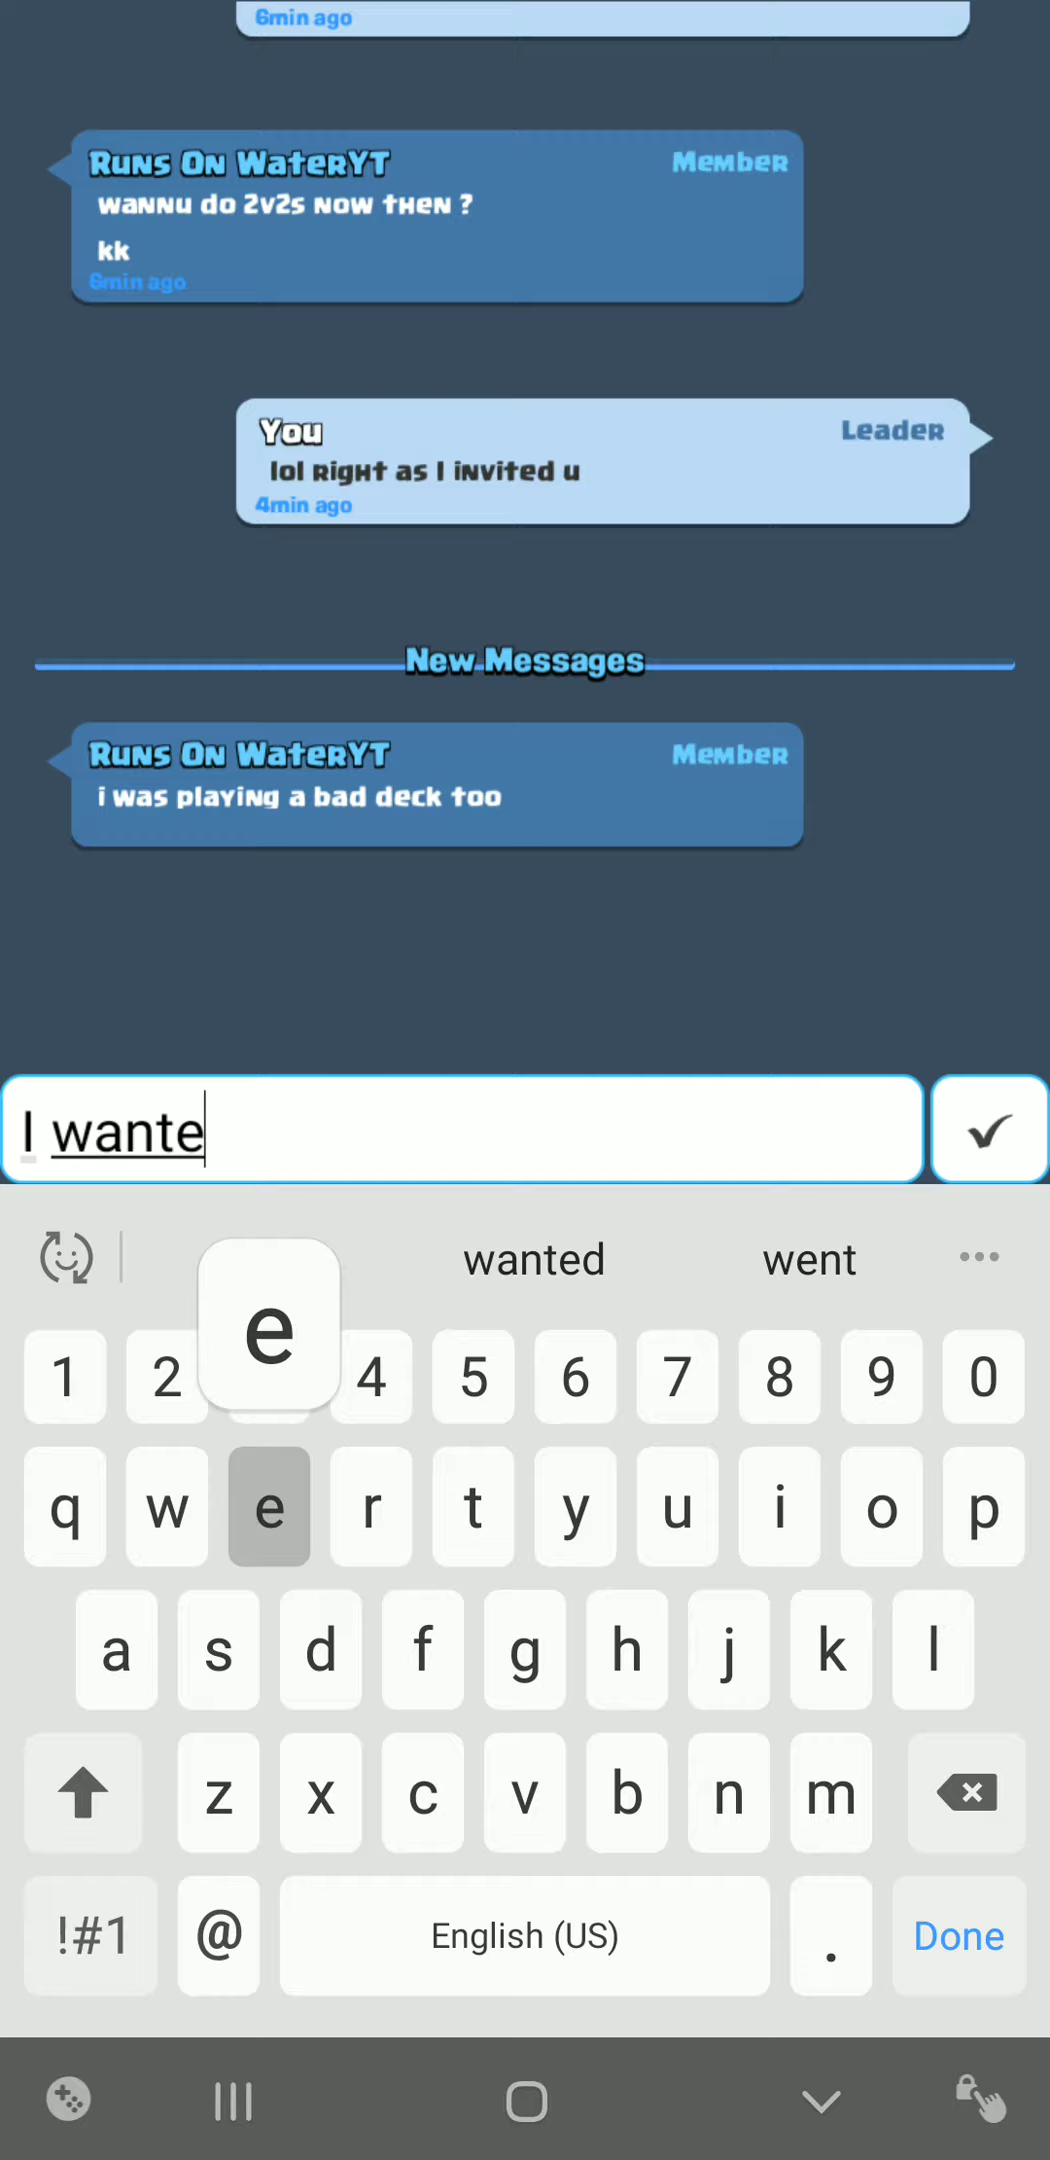 6min ago
Runs On WaterYT Member
wannu do 2v2s now then ?
kk
6min ago
You Leader
lol right as I invited u
4min ago
New Messages
Runs On WaterYT Member
i was playing a bad deck too
I wante
e wanted went
1 2 4 5 6 7 8 9 0
q w e r t y u i o p
a s d f g h j k l
z x c v b n m
!#1 @ English (US) . Done